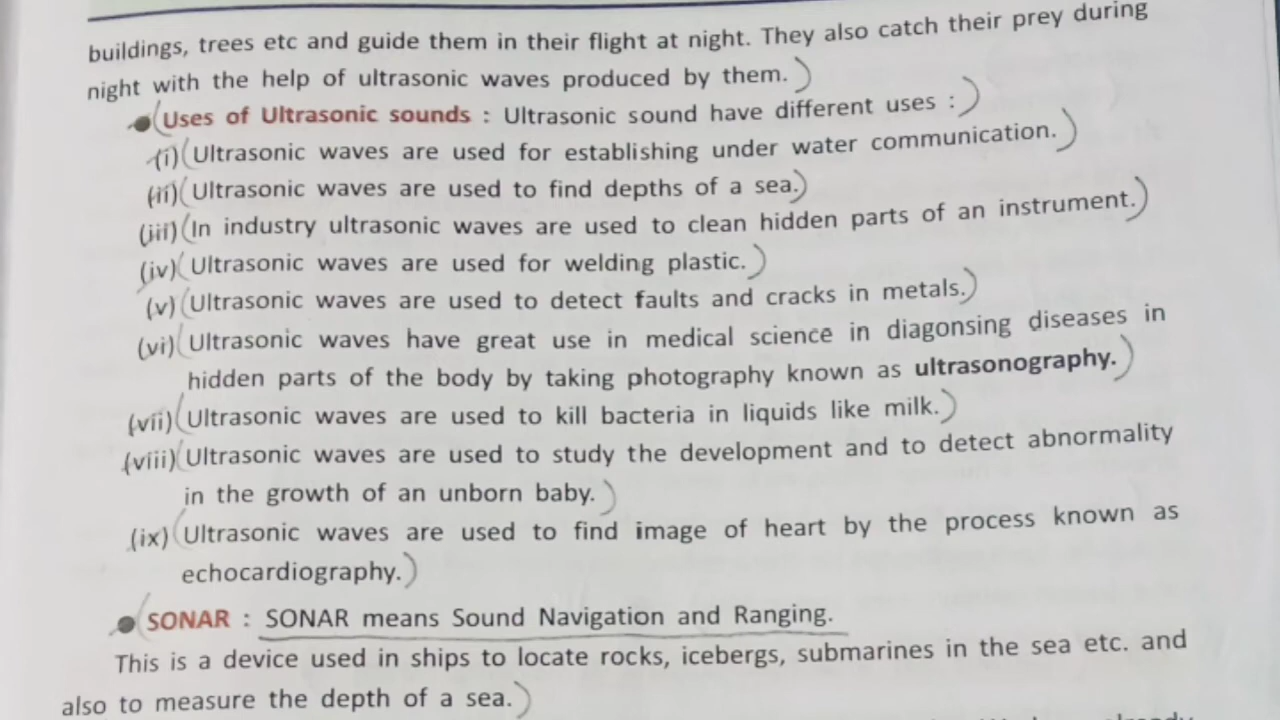 buildings, trees etc and guide them in their flight at night. They also catch their prey during
night with the help of ultrasonic waves produced by them.
Uses of Ultrasonic sounds : Ultrasonic sound have different uses :
(i) Ultrasonic waves are used for establishing under water communication.
(ii) Ultrasonic waves are used to find depths of a sea.
(iii) In industry ultrasonic waves are used to clean hidden parts of an instrument.
(iv) Ultrasonic waves are used for welding plastic.
(v) Ultrasonic waves are used to detect faults and cracks in metals.
(vi) Ultrasonic waves have great use in medical science in diagonsing diseases in
hidden parts of the body by taking photography known as ultrasonography.
(vii) Ultrasonic waves are used to kill bacteria in liquids like milk.
(viii) Ultrasonic waves are used to study the development and to detect abnormality
in the growth of an unborn baby.
(ix) Ultrasonic waves are used to find image of heart by the process known as
echocardiography.
SONAR : SONAR means Sound Navigation and Ranging.
This is a device used in ships to locate rocks, icebergs, submarines in the sea etc. and
also to measure the depth of a sea.